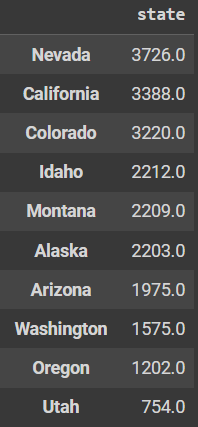 state
Nevada 3726.0
California 3388.0
Colorado 3220.0
Idaho 2212.0
Montana 2209.0
Alaska 2203.0
Arizona 1975.0
Washington 1575.0
Oregon 1202.0
Utah 754.0